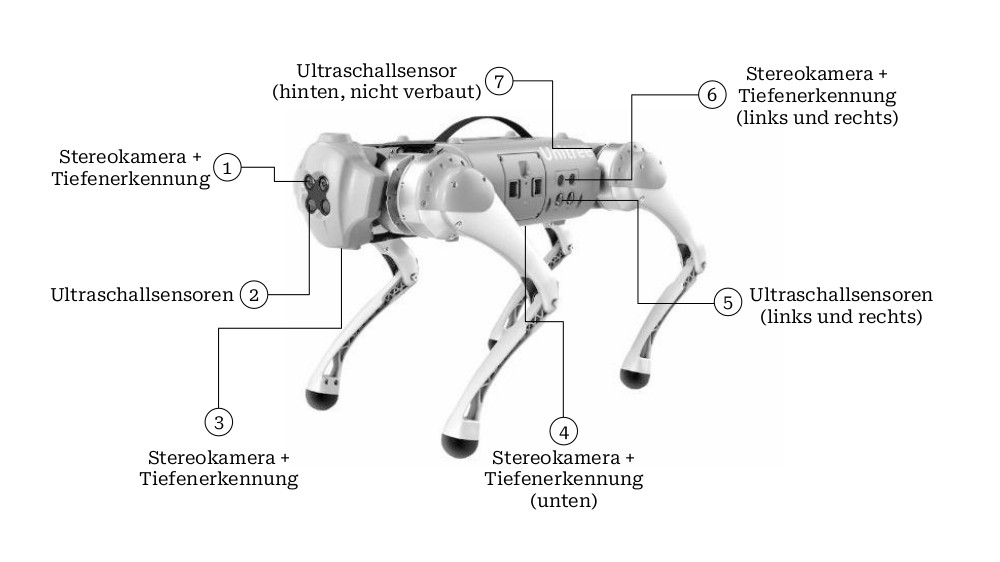 Ultraschallsensor
(hinten, nicht verbaut)
7
Stereokamera +
Tiefenerkennung
(links und rechts)
6
Stereokamera +
Tiefenerkennung
1
Ultraschallsensoren
2
5
Ultraschallsensoren
(links und rechts)
3
Stereokamera +
Tiefenerkennung
4
Stereokamera +
Tiefenerkennung
(unten)